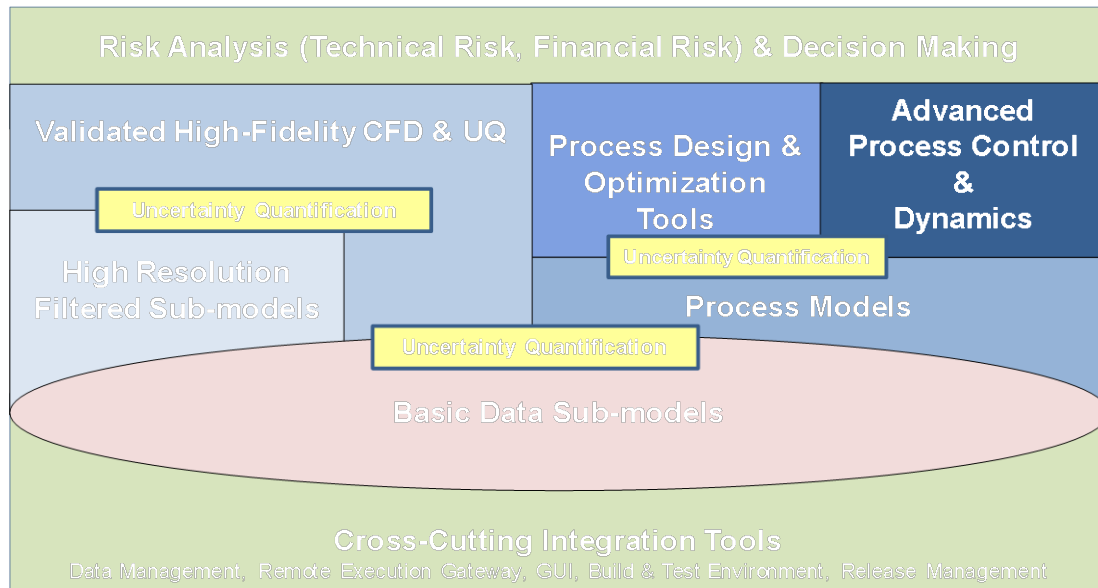 Risk Analysis (Technical Risk, Financial Risk) & Decision Making
Validated High-Fidelity CFD & UQ
Process Design &
Optimization
Tools
Advanced
Process Control
&
Dynamics
Uncertainty Quantification
Uncertainty Quantification
High Resolution
Filtered Sub-models
Process Models
Uncertainty Quantification
Basic Data Sub-models
Cross-Cutting Integration Tools
Data Management, Remote Execution Gateway, GUI, Build & Test Environment, Release Management